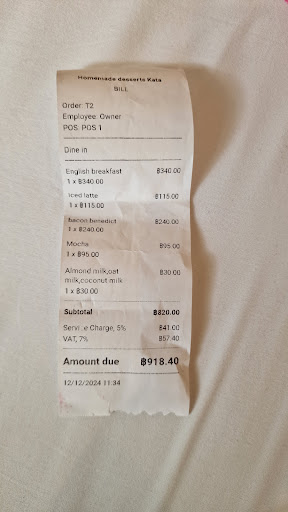 Homemade desserts Kata
BILL
Order: T2
Employee: Owner
POS: POS 1
Dine in
English breakfast ฿340.00
1 x ฿340.00
Iced latte ฿115.00
1 x ฿115.00
bacon benedict ฿240.00
1 x ฿240.00
Mocha ฿95.00
1 x ฿95.00
Almond milk,oat ฿30.00
milk,coconut milk
1 x ฿30.00
Subtotal ฿820.00
Service Charge, 5% ฿41.00
VAT, 7% ฿57.40
Amount due ฿918.40
12/12/2024 11:34